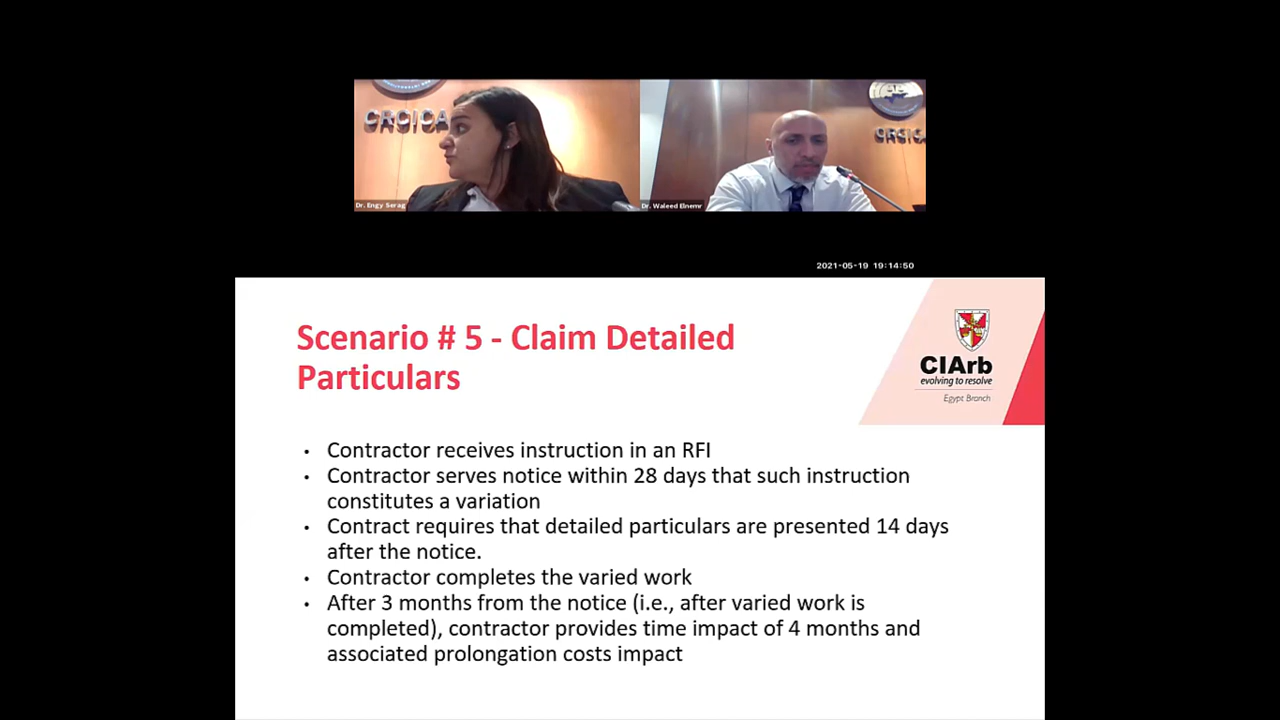 CRCICA
CRCIC
Dr. Engy Serag
Dr. Waleed Elnemr
2021-05-19 19:14:50
Scenario # 5 - Claim Detailed
Particulars
CIArb
evolving to resolve
Egypt Branch
• Contractor receives instruction in an RFI
• Contractor serves notice within 28 days that such instruction
constitutes a variation
• Contract requires that detailed particulars are presented 14 days
after the notice.
• Contractor completes the varied work
• After 3 months from the notice (i.e., after varied work is
completed), contractor provides time impact of 4 months and
associated prolongation costs impact